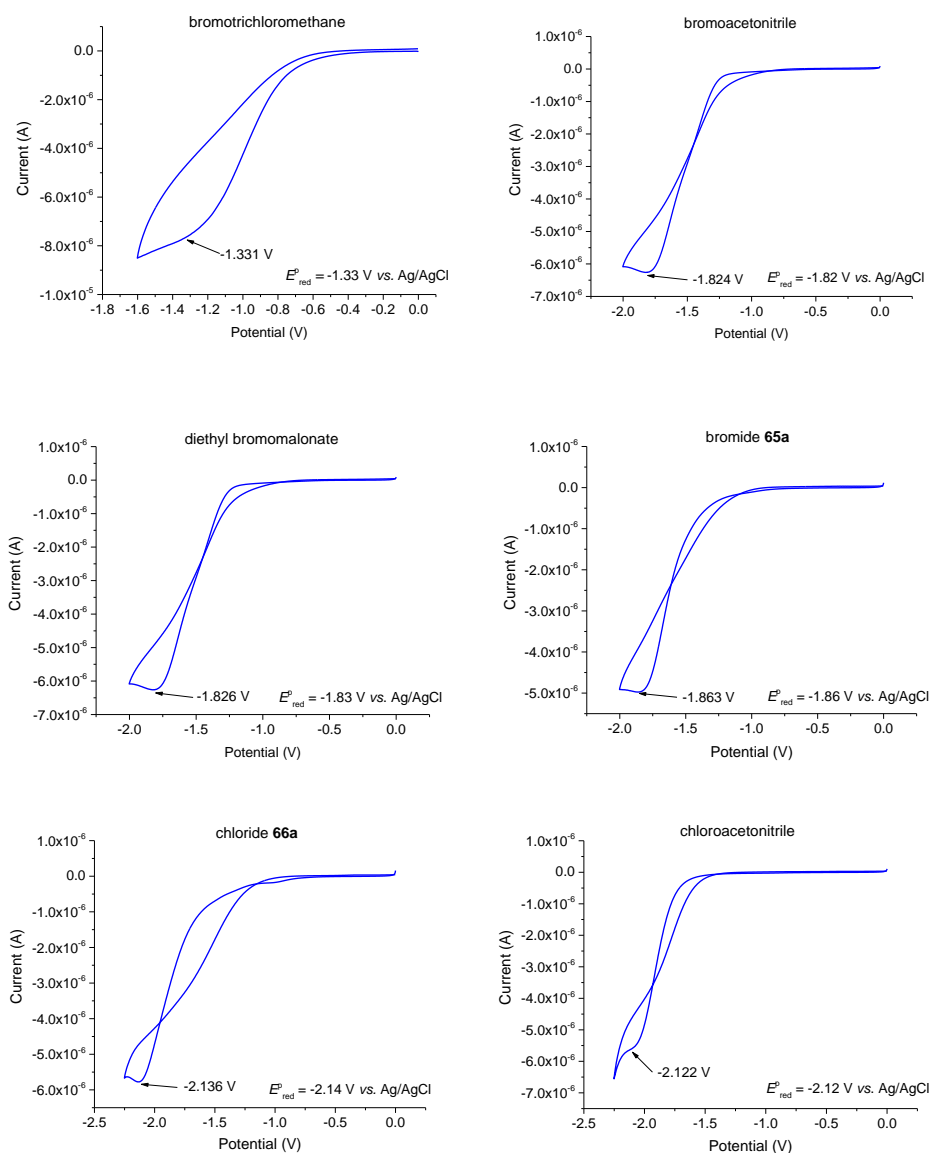 bromotrichloromethane
0.0
-2.0x10⁻⁶
-4.0x10⁻⁶
-6.0x10⁻⁶
-8.0x10⁻⁶
-1.0x10⁻⁵
Current (A)
-1.331 V
Eᵖred = -1.33 V vs. Ag/AgCl
-1.8 -1.6 -1.4 -1.2 -1.0 -0.8 -0.6 -0.4 -0.2 0.0 0.2
Potential (V)
bromoacetonitrile
1.0x10⁻⁶
0.0
-1.0x10⁻⁶
-2.0x10⁻⁶
-3.0x10⁻⁶
-4.0x10⁻⁶
-5.0x10⁻⁶
-6.0x10⁻⁶
-7.0x10⁻⁶
Current (A)
-1.824 V
Eᵖred = -1.82 V vs. Ag/AgCl
-2.0 -1.5 -1.0 -0.5 0.0
Potential (V)
diethyl bromomalonate
1.0x10⁻⁶
0.0
-1.0x10⁻⁶
-2.0x10⁻⁶
-3.0x10⁻⁶
-4.0x10⁻⁶
-5.0x10⁻⁶
-6.0x10⁻⁶
-7.0x10⁻⁶
Current (A)
-1.826 V
Eᵖred = -1.83 V vs. Ag/AgCl
-2.0 -1.5 -1.0 -0.5 0.0
Potential (V)
bromide 65a
1.0x10⁻⁶
0.0
-1.0x10⁻⁶
-2.0x10⁻⁶
-3.0x10⁻⁶
-4.0x10⁻⁶
-5.0x10⁻⁶
Current (A)
-1.863 V
Eᵖred = -1.86 V vs. Ag/AgCl
-2.0 -1.5 -1.0 -0.5 0.0
Potential (V)
chloride 66a
1.0x10⁻⁶
0.0
-1.0x10⁻⁶
-2.0x10⁻⁶
-3.0x10⁻⁶
-4.0x10⁻⁶
-5.0x10⁻⁶
-6.0x10⁻⁶
Current (A)
-2.136 V
Eᵖred = -2.14 V vs. Ag/AgCl
-2.5 -2.0 -1.5 -1.0 -0.5 0.0
Potential (V)
chloroacetonitrile
1.0x10⁻⁶
0.0
-1.0x10⁻⁶
-2.0x10⁻⁶
-3.0x10⁻⁶
-4.0x10⁻⁶
-5.0x10⁻⁶
-6.0x10⁻⁶
-7.0x10⁻⁶
Current (A)
-2.122 V
Eᵖred = -2.12 V vs. Ag/AgCl
-2.5 -2.0 -1.5 -1.0 -0.5 0.0
Potential (V)